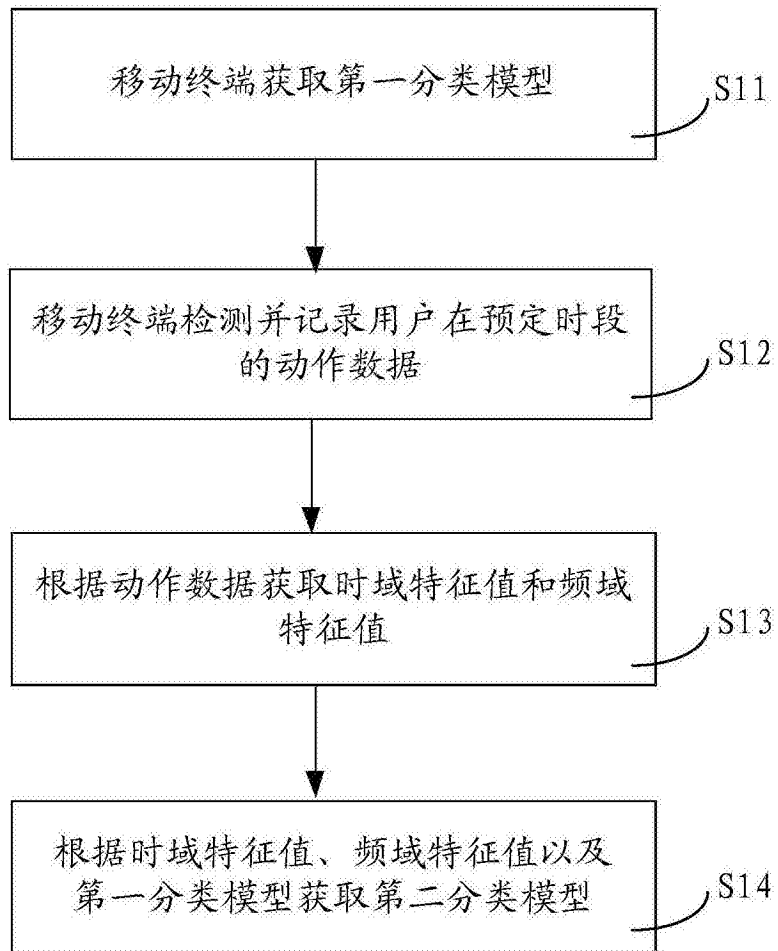 移动终端获取第一分类模型
S11
移动终端检测并记录用户在预定时段
的动作数据
S12
根据动作数据获取时域特征值和频域
特征值
S13
根据时域特征值、频域特征值以及
第一分类模型获取第二分类模型
S14